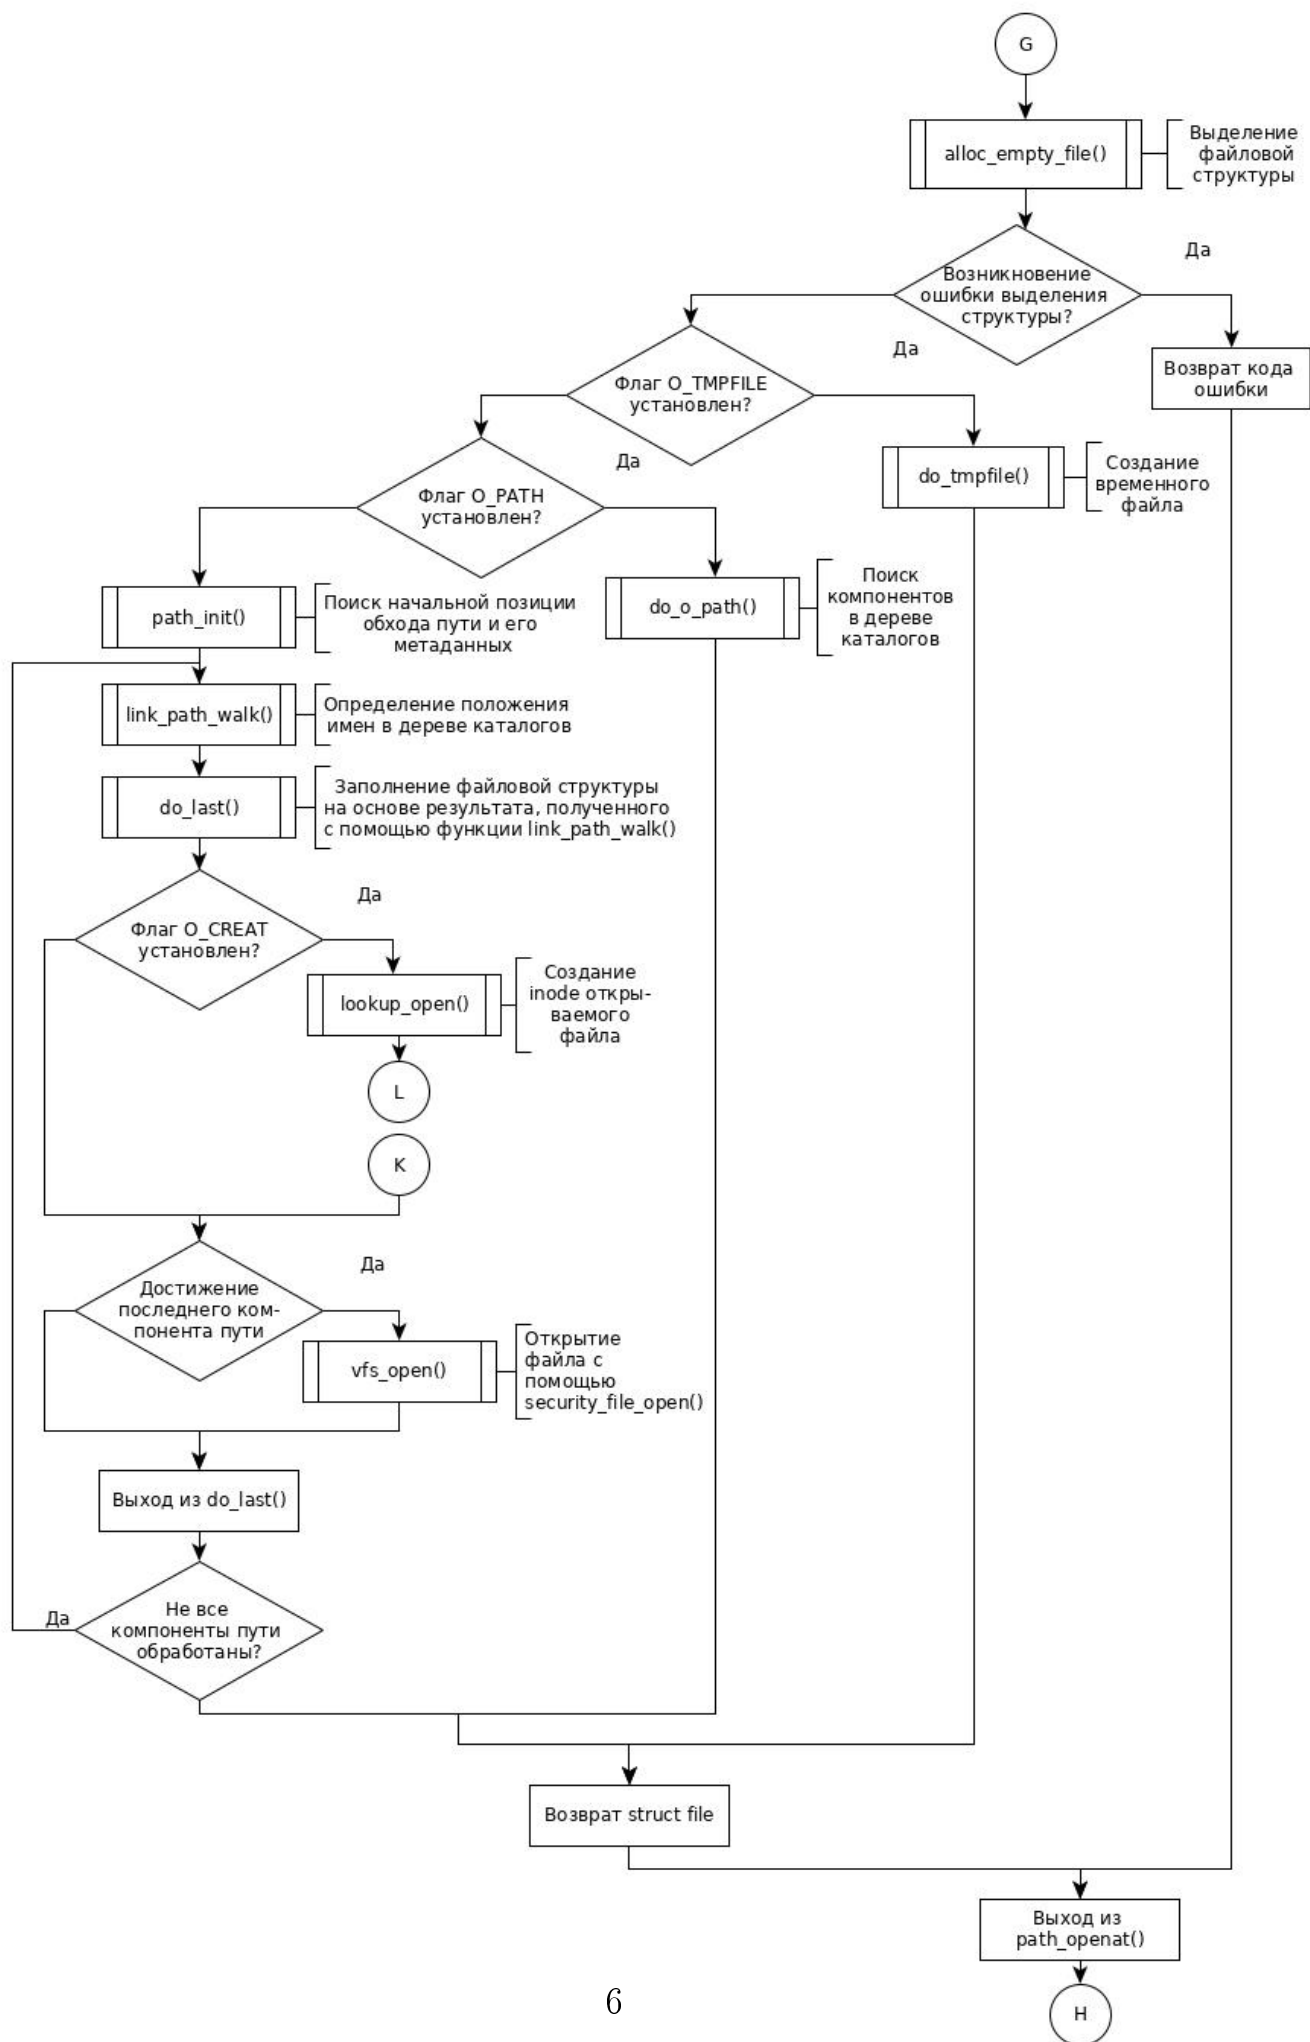 G
alloc_empty_file()
Выделение
файловой
структуры
Да
Возникновение
ошибки выделения
структуры?
Да
Возврат кода
ошибки
Флаг O_TMPFILE
установлен?
Да
do_tmpfile()
Создание
временного
файла
Флаг O_PATH
установлен?
do_o_path()
Поиск
компонентов
в дереве
каталогов
path_init()
Поиск начальной позиции
обхода пути и его
метаданных
link_path_walk()
Определение положения
имен в дереве каталогов
do_last()
Заполнение файловой структуры
на основе результата, полученного
с помощью функции link_path_walk()
Да
Флаг O_CREAT
установлен?
lookup_open()
Создание
inode откры-
ваемого
файла
L
K
Да
Достижение
последнего ком-
понента пути
vfs_open()
Открытие
файла с
помощью
security_file_open()
Выход из do_last()
Да
Не все
компоненты пути
обработаны?
Возврат struct file
Выход из
path_openat()
H
6